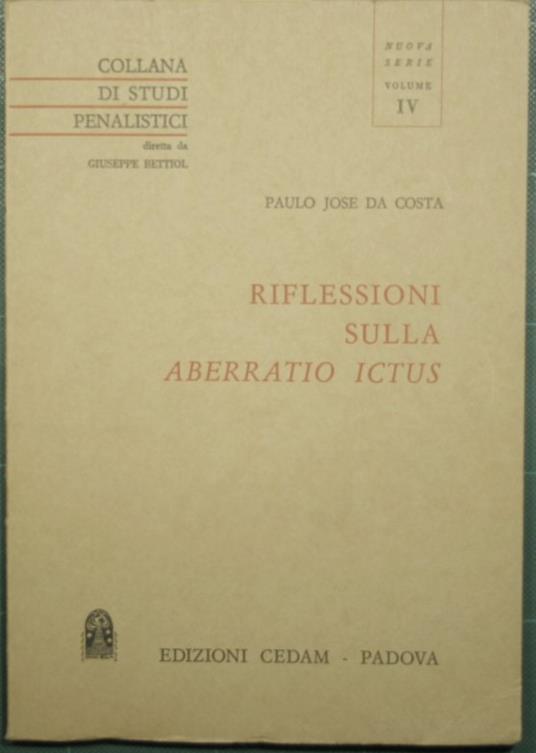 COLLANA
DI STUDI
PENALISTICI
diretta da
GIUSEPPE BETTIOL
NUOVA
SERIE
VOLUME
IV
PAULO JOSE DA COSTA
RIFLESSIONI
SULLA
ABERRATIO ICTUS
EDIZIONI CEDAM - PADOVA